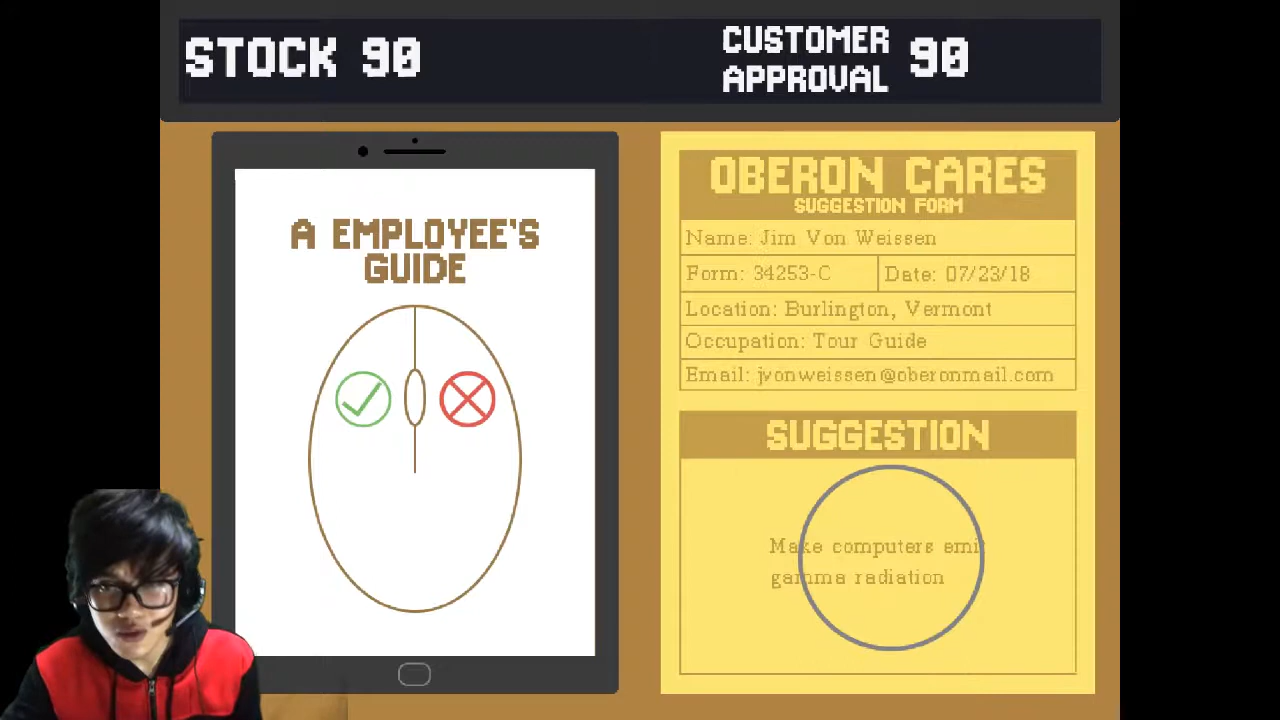 STOCK 90
CUSTOMER APPROVAL 90
A EMPLOYEE'S
GUIDE
OBERON CARES
SUGGESTION FORM
Name: Jim Von Weissen
Form: 34253-C
Date: 07/23/18
Location: Burlington, Vermont
Occupation: Tour Guide
Email: jvonweissen@oberonmail.com
SUGGESTION
Make computers emit
gamma radiation